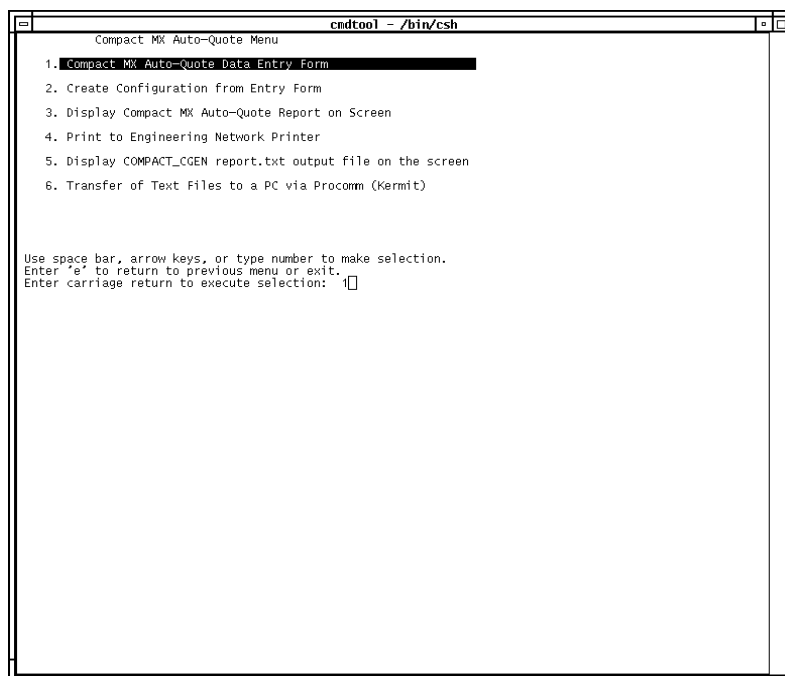 cmdtool - /bin/csh
Compact MX Auto-Quote Menu
1. Compact MX Auto-Quote Data Entry Form
2. Create Configuration from Entry Form
3. Display Compact MX Auto-Quote Report on Screen
4. Print to Engineering Network Printer
5. Display COMPACT_CGEN report.txt output file on the screen
6. Transfer of Text Files to a PC via Procomm (Kermit)
Use space bar, arrow keys, or type number to make selection.
Enter 'e' to return to previous menu or exit.
Enter carriage return to execute selection:  1